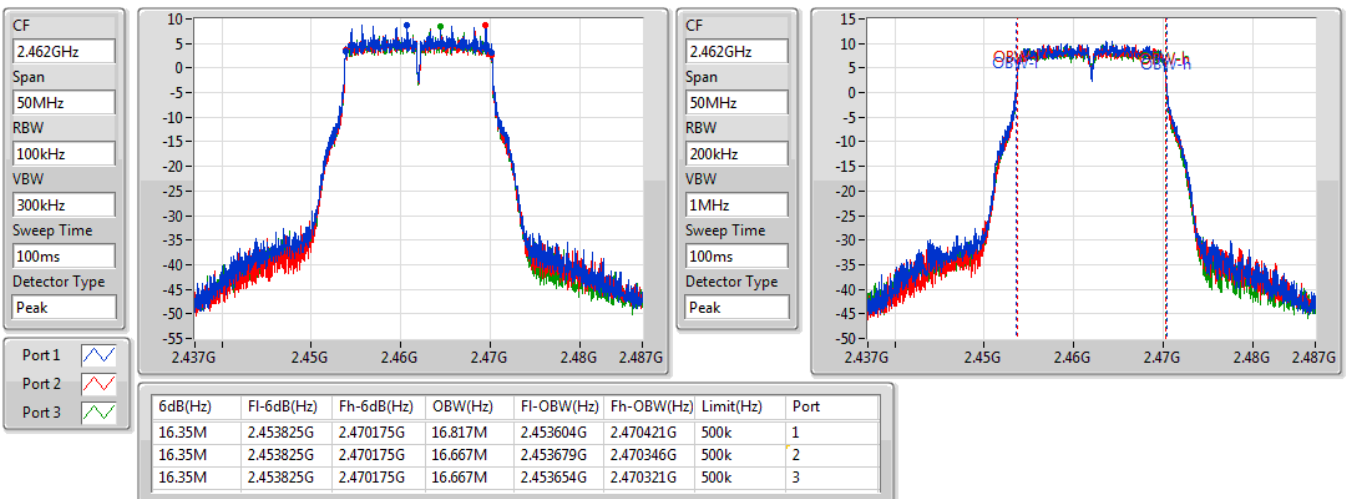 CF
2.462GHz
Span
50MHz
RBW
100kHz
VBW
300kHz
Sweep Time
100ms
Detector Type
Peak
10
5
0
-5
-10
-15
-20
-25
-30
-35
-40
-45
-50
-55
2.437G 2.45G 2.46G 2.47G 2.48G 2.487G
CF
2.462GHz
Span
50MHz
RBW
200kHz
VBW
1MHz
Sweep Time
100ms
Detector Type
Peak
15
10
5
0
-5
-10
-15
-20
-25
-30
-35
-40
-45
-50
OBW-l OBW-h
2.437G 2.45G 2.46G 2.47G 2.48G 2.487G
Port 1
Port 2
Port 3
6dB(Hz) Fl-6dB(Hz) Fh-6dB(Hz) OBW(Hz) Fl-OBW(Hz) Fh-OBW(Hz) Limit(Hz) Port
16.35M 2.453825G 2.470175G 16.817M 2.453604G 2.470421G 500k 1
16.35M 2.453825G 2.470175G 16.667M 2.453679G 2.470346G 500k 2
16.35M 2.453825G 2.470175G 16.667M 2.453654G 2.470321G 500k 3